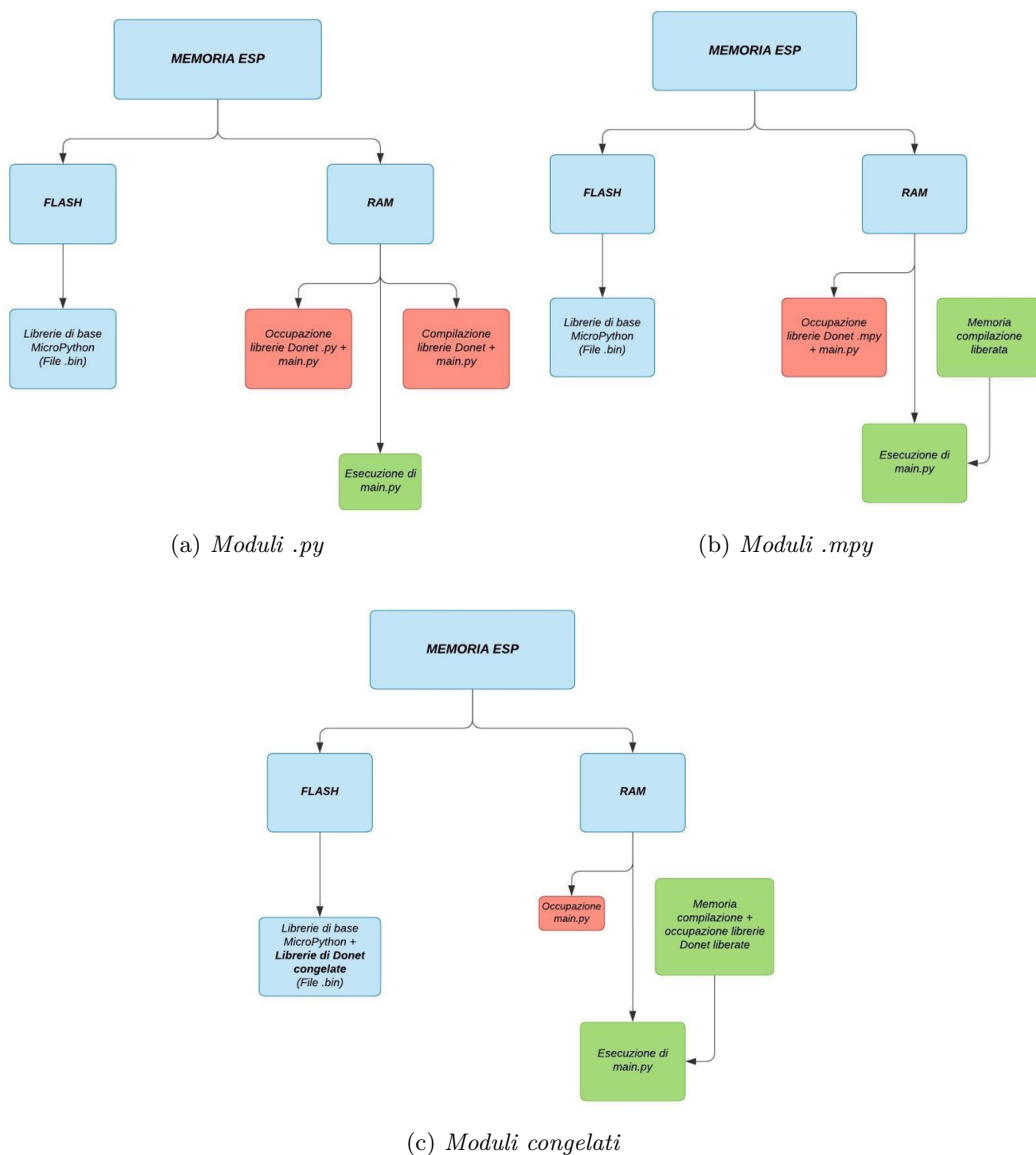 MEMORIA ESP
FLASH
RAM
Librerie di base
MicroPython
(File .bin)
Occupazione
librerie Donet .py +
main.py
Compilazione
librerie Donet +
main.py
Esecuzione di
main.py
(a) Moduli .py
MEMORIA ESP
FLASH
RAM
Librerie di base
MicroPython
(File .bin)
Occupazione
librerie Donet .mpy
+ main.py
Memoria
compilazione
liberata
Esecuzione di
main.py
(b) Moduli .mpy
MEMORIA ESP
FLASH
RAM
Librerie di base
MicroPython +
Librerie di Donet
congelate
(File .bin)
Occupazione
main.py
Memoria
compilazione +
occupazione librerie
Donet liberate
Esecuzione di
main.py
(c) Moduli congelati